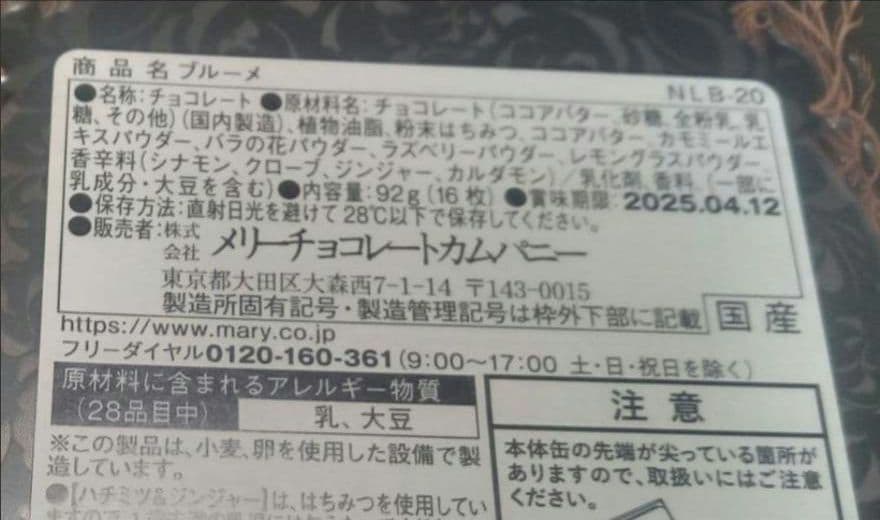 商品名 ブルーメ
NLB-20
●名称:チョコレート ●原材料名:チョコレート(ココアバター、砂糖、全粉乳、乳
糖、その他)(国内製造)、植物油脂、粉末はちみつ、ココアバター、カモミールエ
キスパウダー、バラの花パウダー、ラズベリーパウダー、レモングラスパウダー、
香辛料(シナモン、クローブ、ジンジャー、カルダモン)/乳化剤、香料、(一部に
乳成分・大豆を含む)●内容量:92g(16枚) ●賞味期限:2025.04.12
●保存方法:直射日光を避けて28℃以下で保存してください。
●販売者:株式会社 メリーチョコレートカムパニー
東京都大田区大森西7-1-14 〒143-0015
製造所固有記号・製造管理記号は枠外下部に記載
国産
https://www.mary.co.jp
フリーダイヤル0120-160-361(9:00〜17:00 土・日・祝日を除く)
原材料に含まれるアレルギー物質
(28品目中)
乳、大豆
※この製品は、小麦、卵を使用した設備で製
造しています。
●[ハチミツ&ジンジャー]は、はちみつを使用してい
ますので、1歳未満の
注意
本体缶の先端が尖っている箇所が
ありますので、取扱いにはご注意
ください。